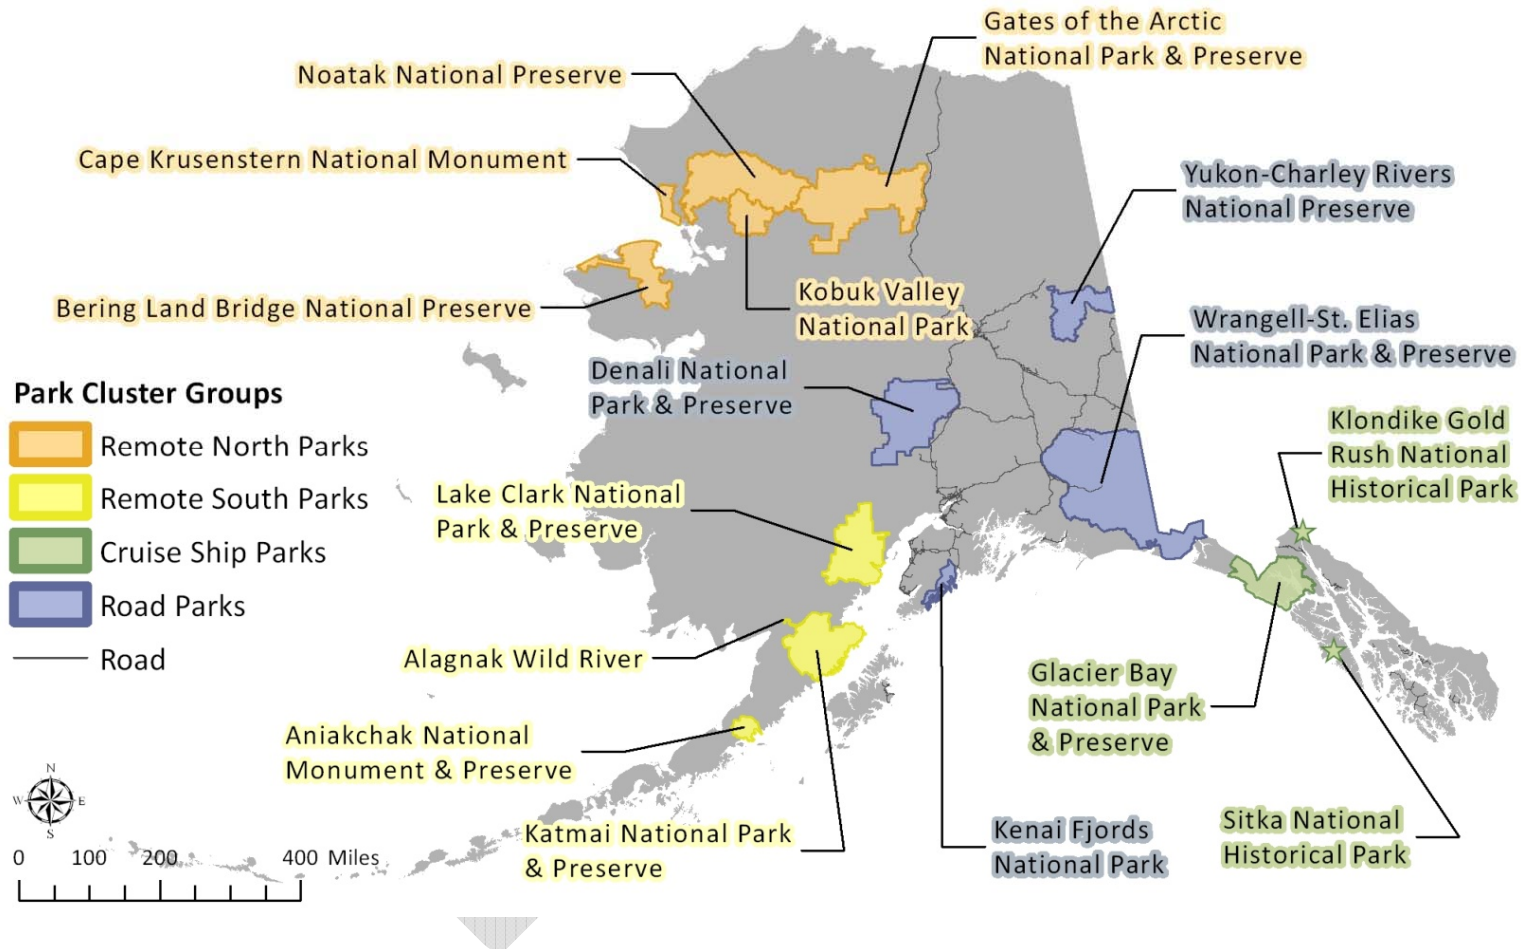 Gates of the Arctic
National Park & Preserve
Noatak National Preserve
Cape Krusenstern National Monument
Yukon-Charley Rivers
National Preserve
Bering Land Bridge National Preserve
Kobuk Valley
National Park
Wrangell-St. Elias
National Park & Preserve
Denali National
Park & Preserve
Park Cluster Groups
Remote North Parks
Remote South Parks
Cruise Ship Parks
Road Parks
Road
Klondike Gold
Rush National
Historical Park
Lake Clark National
Park & Preserve
Alagnak Wild River
Glacier Bay
National Park
& Preserve
Aniakchak National
Monument & Preserve
Katmai National Park
& Preserve
Kenai Fjords
National Park
Sitka National
Historical Park
N
W E
S
0 100 200 400 Miles